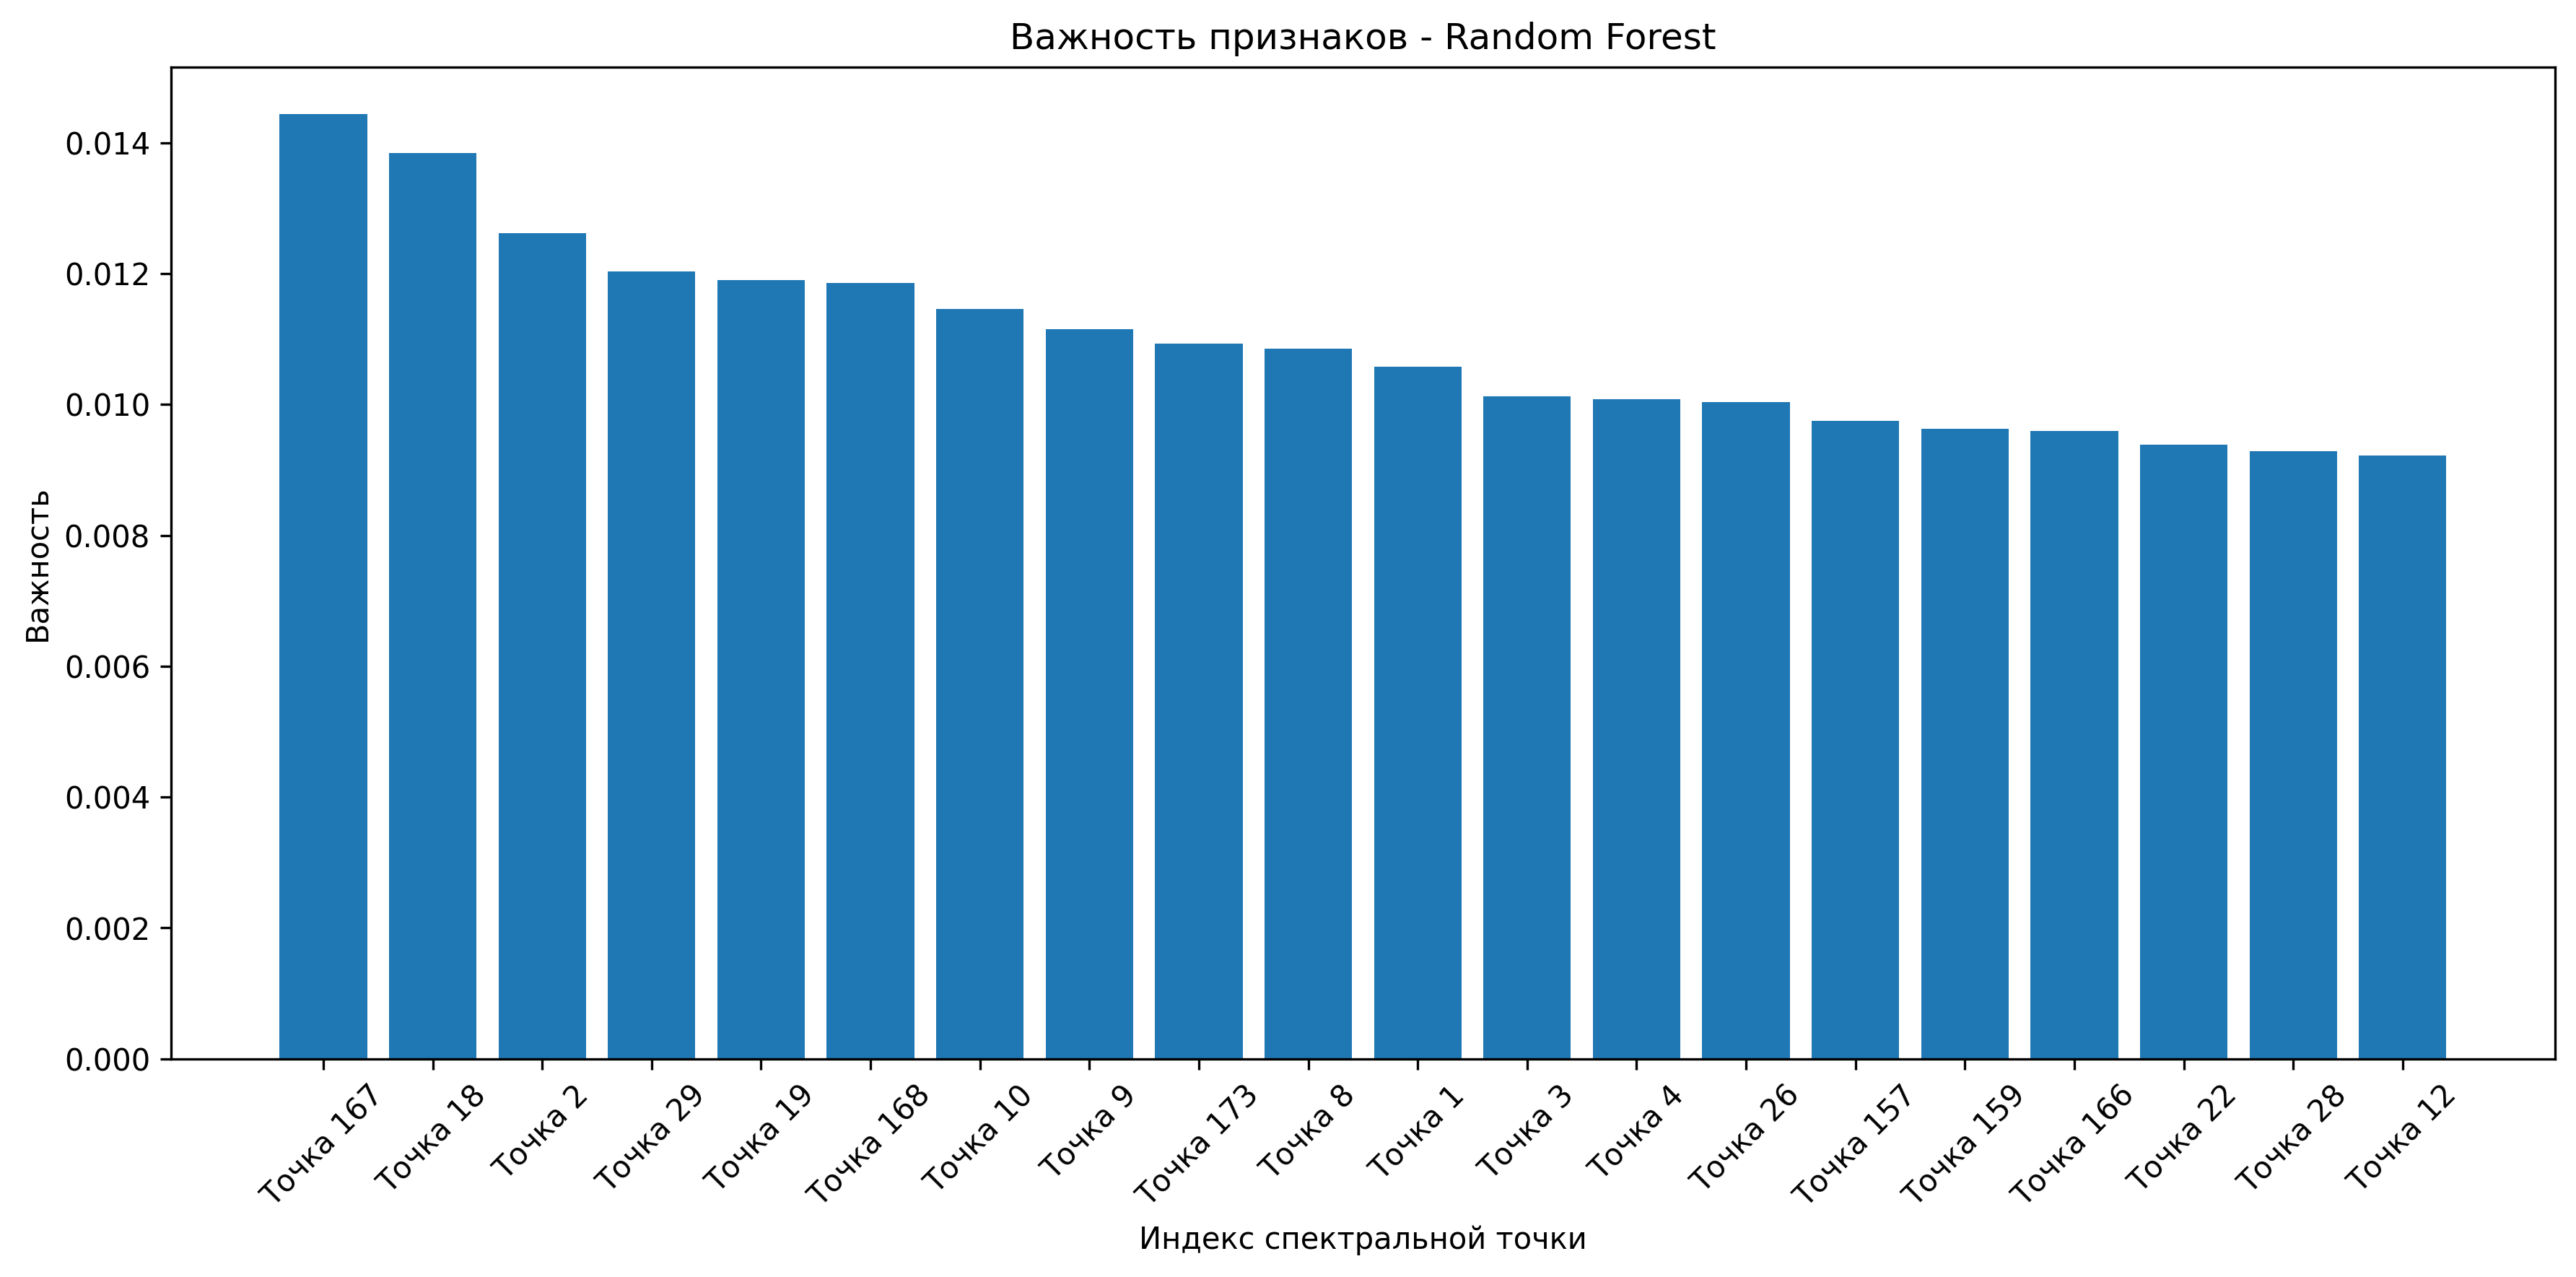 Важность признаков - Random Forest
Важность
0.014
0.012
0.010
0.008
0.006
0.004
0.002
0.000
Точка 167
Точка 18
Точка 2
Точка 29
Точка 19
Точка 168
Точка 10
Точка 9
Точка 173
Точка 8
Точка 1
Точка 3
Точка 4
Точка 26
Точка 157
Точка 159
Точка 166
Точка 22
Точка 28
Точка 12
Индекс спектральной точки